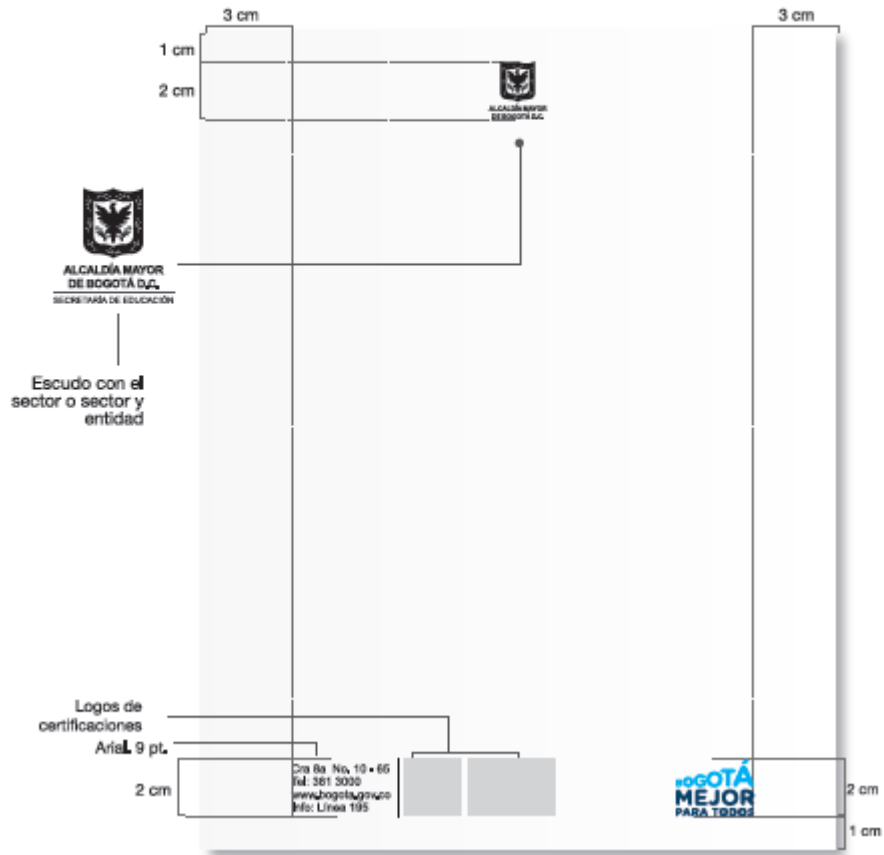 3 cm
3 cm
1 cm
2 cm
ALCALDÍA MAYOR
DE BOGOTÁ D.C.
ALCALDÍA MAYOR
DE BOGOTÁ D.C.
SECRETARÍA DE EDUCACIÓN
Escudo con el
sector o sector y
entidad
Logos de
certificaciones
Arial. 9 pt.
2 cm
Cra 8a No. 10 - 65
Tel: 381 3000
www.bogota.gov.co
Info: Línea 195
BOGOTÁ
MEJOR
PARA TODOS
2 cm
1 cm